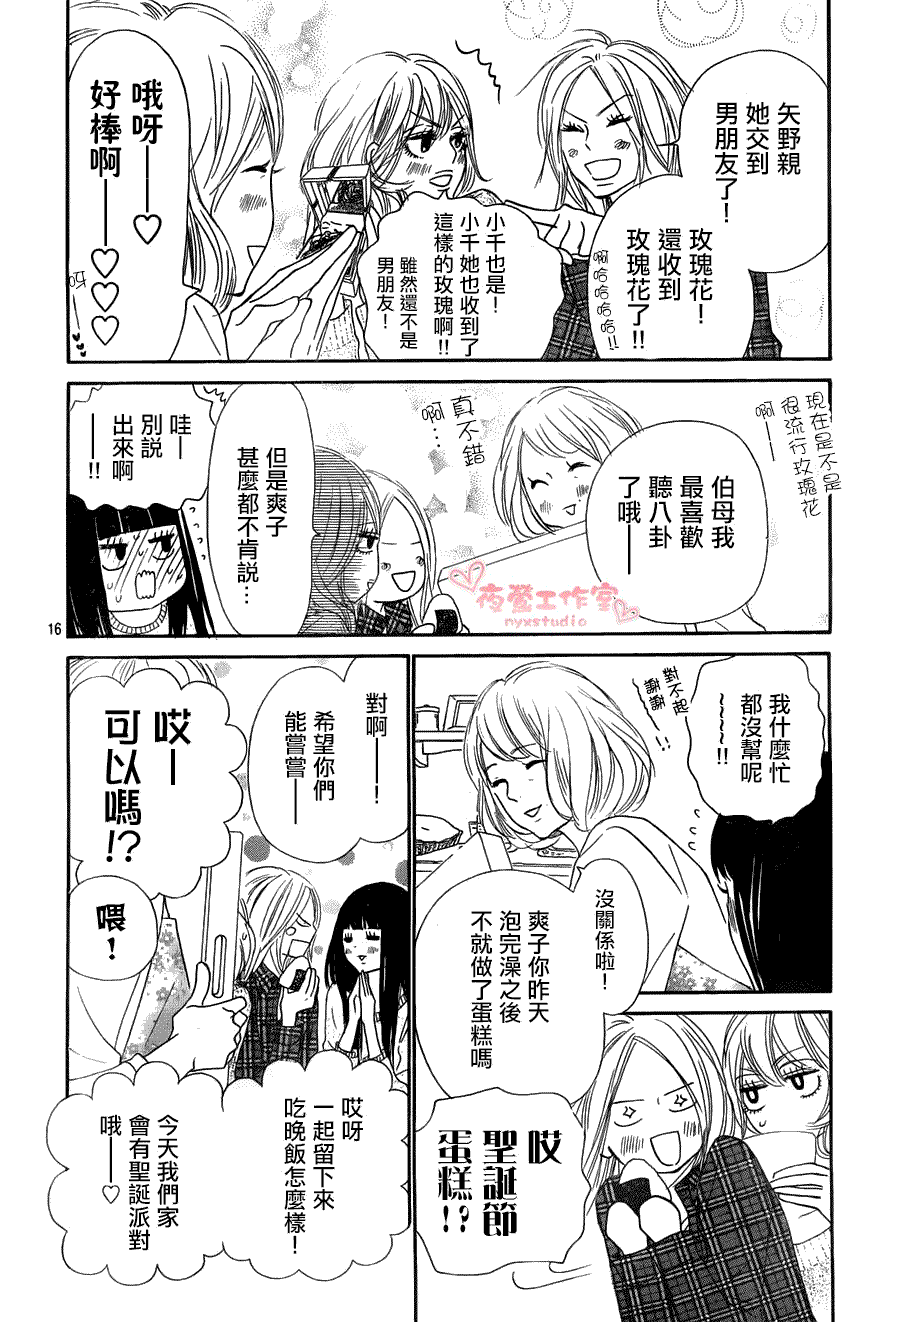 矢野親
她交到
男朋友了！
玫瑰花！
還收到
玫瑰花了！！
啊哈哈哈哈！！
小千也是！
小千她也收到了
這樣的玫瑰啊！！
雖然還不是
男朋友！
哦呀——♡
好棒啊——♡♡♡
呀
現在是不是
很流行玫瑰花
啊——
伯母我
最喜歡
聽八卦
了哦——
真不錯
啊…
但是爽子
甚麼都不肯說…
哇—
別説
出來啊
——！！
夜鶯工作室
nyxstudio
16
我什麼忙
都沒幫呢
~~~~！！
對不起
謝謝！！
沒關係啦！
爽子你昨天
泡完澡之後
不就做了蛋糕嗎
哎
聖誕節
蛋糕！？
對啊——！
希望你們
能嘗嘗——
哎—
可以嗎！？
喂！
哎呀
一起留下來
吃晚飯怎麼樣！
今天我們家
會有聖誕派對
哦——♡